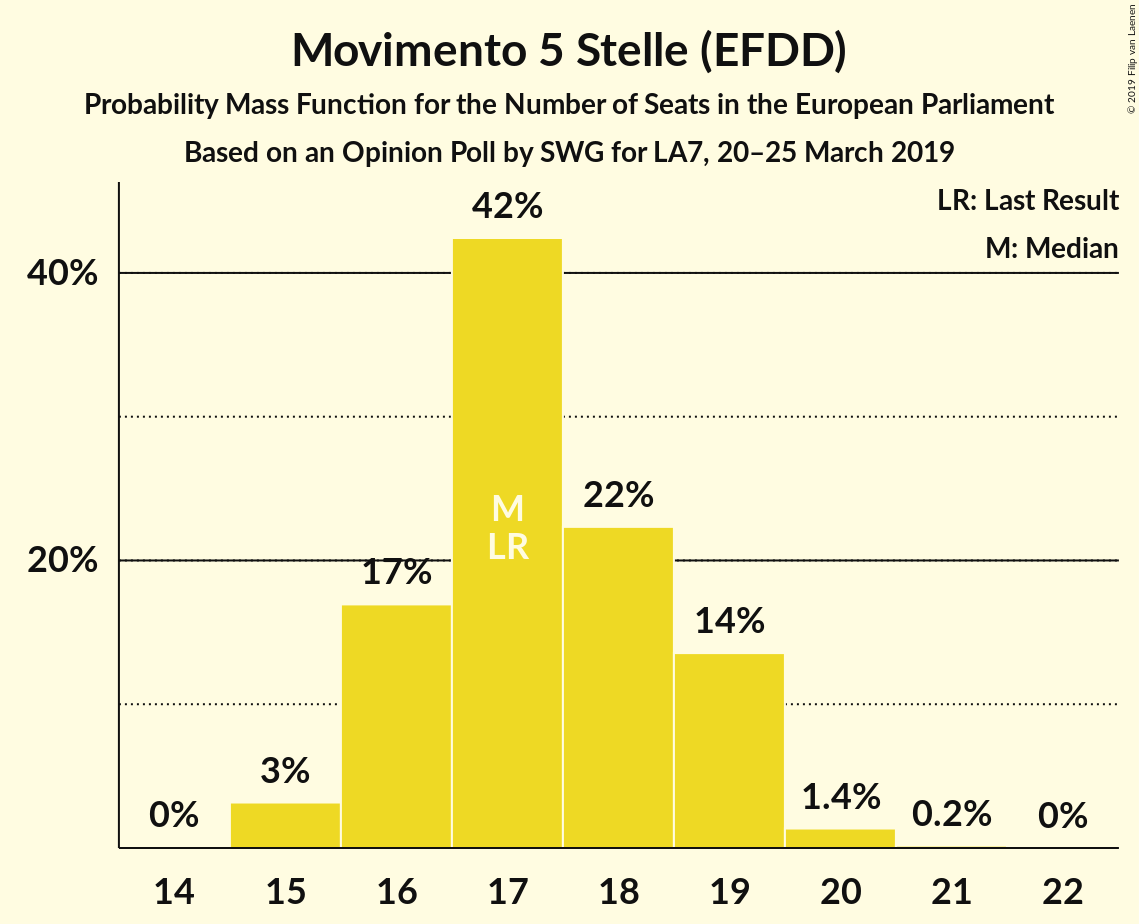 Movimento 5 Stelle (EFDD)
Probability Mass Function for the Number of Seats in the European Parliament
Based on an Opinion Poll by SWG for LA7, 20–25 March 2019
© 2019 Filip van Laenen
LR: Last Result
M: Median
40%
20%
0%
3%
17%
42%
M
LR
22%
14%
1.4%
0.2%
0%
14 15 16 17 18 19 20 21 22